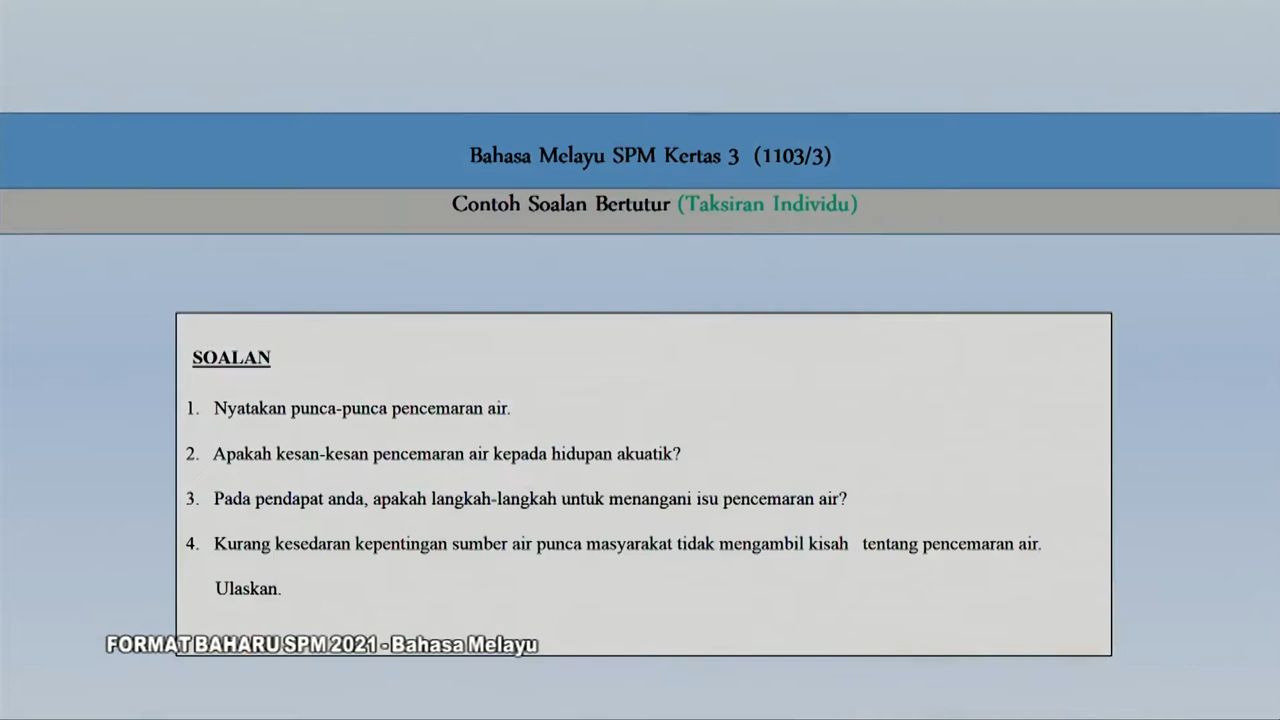 Bahasa Melayu SPM Kertas 3 (1103/3)
Contoh Soalan Bertutur (Taksiran Individu)
SOALAN
1. Nyatakan punca-punca pencemaran air.
2. Apakah kesan-kesan pencemaran air kepada hidupan akuatik?
3. Pada pendapat anda, apakah langkah-langkah untuk menangani isu pencemaran air?
4. Kurang kesedaran kepentingan sumber air punca masyarakat tidak mengambil kisah tentang pencemaran air.
Ulaskan.
FORMAT BAHARU SPM 2021 - Bahasa Melayu